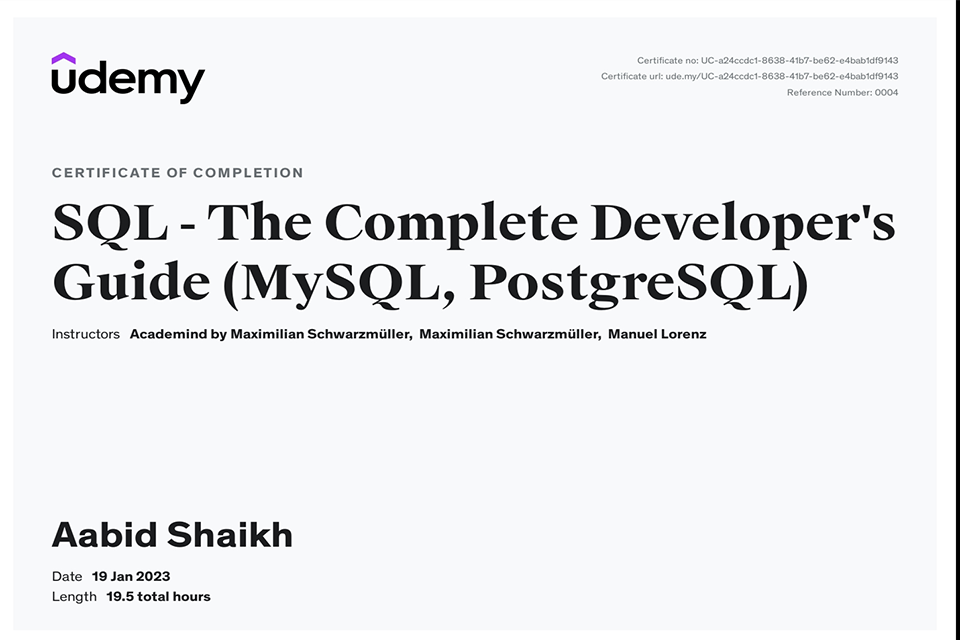 udemy
Certificate no: UC-a24ccdc1-8638-41b7-be62-e4bab1df9143
Certificate url: ude.my/UC-a24ccdc1-8638-41b7-be62-e4bab1df9143
Reference Number: 0004
CERTIFICATE OF COMPLETION
SQL - The Complete Developer's
Guide (MySQL, PostgreSQL)
Instructors Academind by Maximilian Schwarzmüller, Maximilian Schwarzmüller, Manuel Lorenz
Aabid Shaikh
Date 19 Jan 2023
Length 19.5 total hours